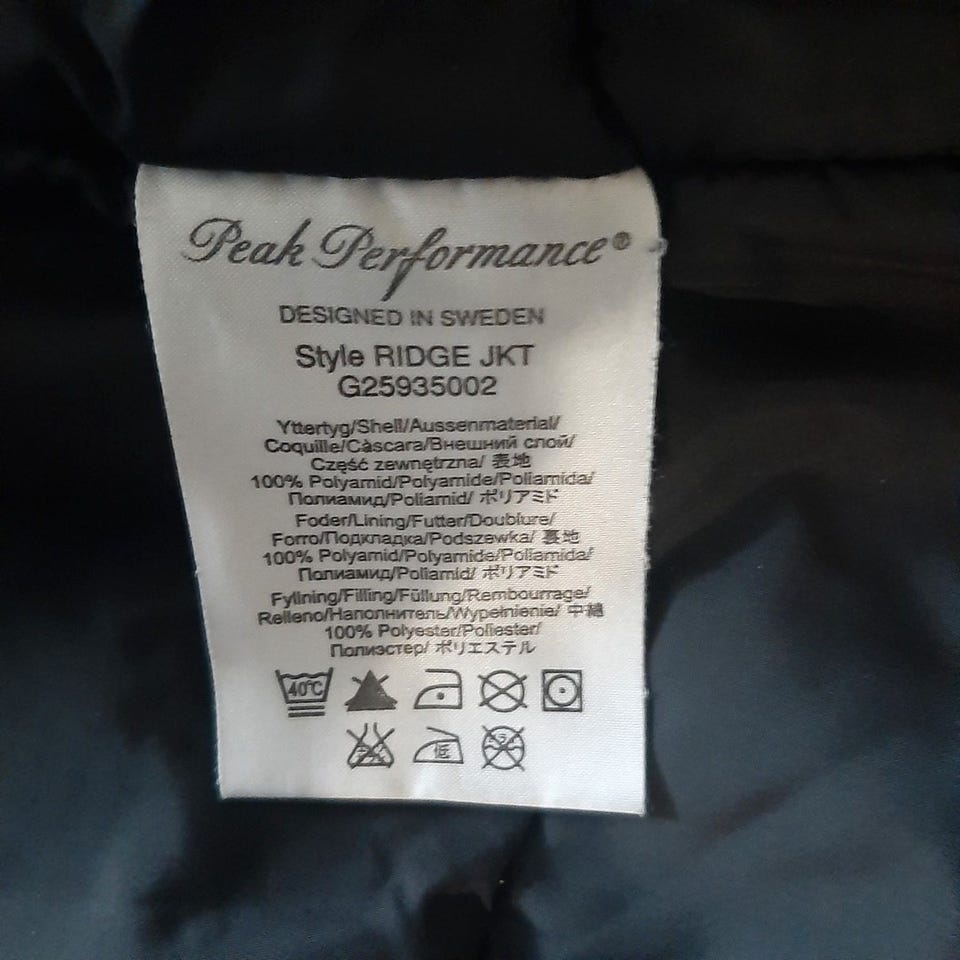 Peak Performance®
DESIGNED IN SWEDEN
Style RIDGE JKT
G25935002
Yttertyg/Shell/Aussenmaterial/
Coquille/Càscara/Внешний слой/
Część zewnętrzna/ 表地
100% Polyamid/Polyamide/Poliamida/
Полиамид/Poliamid/ ポリアミド
Foder/Lining/Futter/Doublure/
Forro/Подкладка/Podszewka/ 裏地
100% Polyamid/Polyamide/Poliamida/
Полиамид/Poliamid/ ポリアミド
Fyllning/Filling/Füllung/Rembourrage/
Relleno/Наполнитель/Wypełnienie/ 中綿
100% Polyester/Poliester/
Полиэстер/ ポリエステル
40°C
低